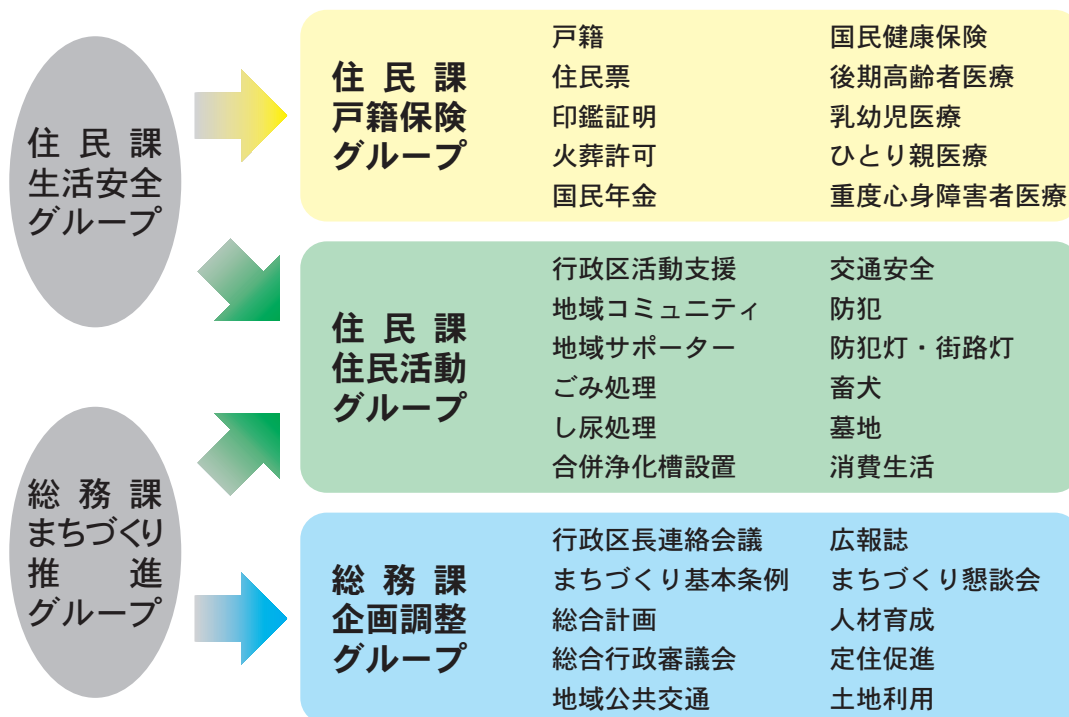 住民課
生活安全
グループ
総務課
まちづくり
推進
グループ
住民課
戸籍保険
グループ
戸籍
住民票
印鑑証明
火葬許可
国民年金
国民健康保険
後期高齢者医療
乳幼児医療
ひとり親医療
重度心身障害者医療
住民課
住民活動
グループ
行政区活動支援
地域コミュニティ
地域サポーター
ごみ処理
し尿処理
合併浄化槽設置
交通安全
防犯
防犯灯・街路灯
畜犬
墓地
消費生活
総務課
企画調整
グループ
行政区長連絡会議
まちづくり基本条例
総合計画
総合行政審議会
地域公共交通
広報誌
まちづくり懇談会
人材育成
定住促進
土地利用